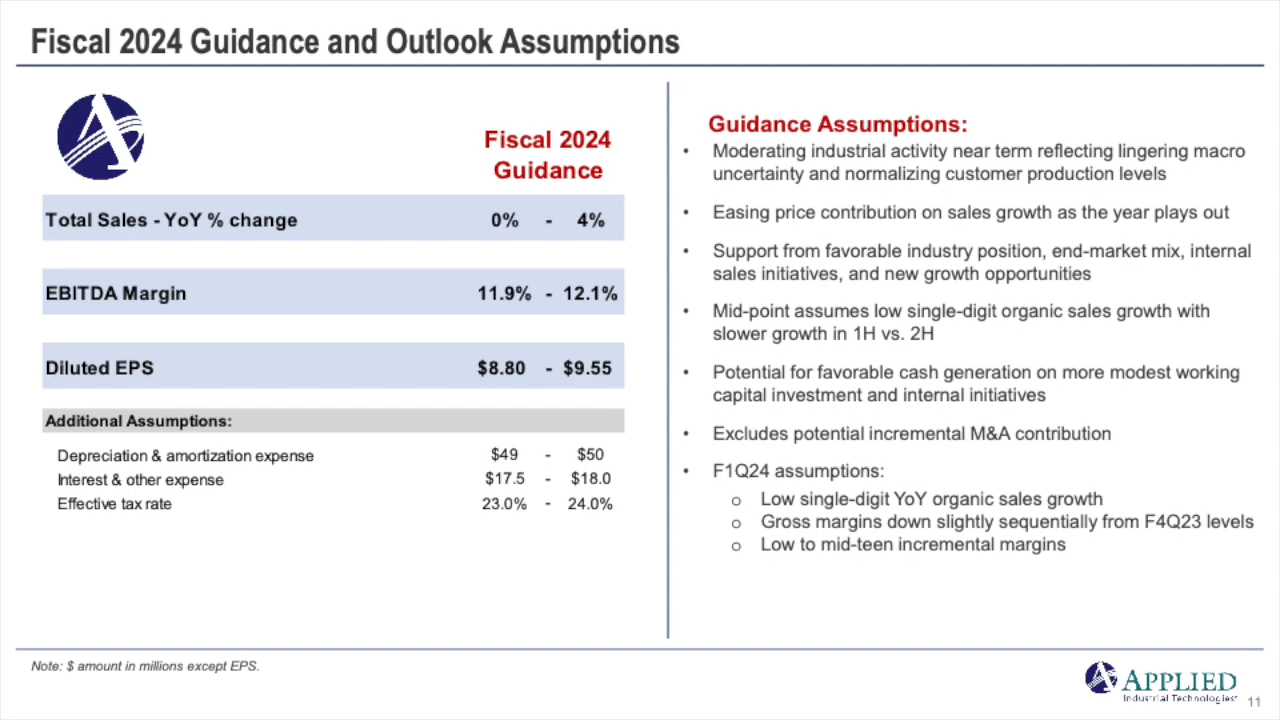 Fiscal 2024 Guidance and Outlook Assumptions
Fiscal 2024
Guidance
Total Sales - YoY % change 0% - 4%
EBITDA Margin 11.9% - 12.1%
Diluted EPS $8.80 - $9.55
Additional Assumptions:
Depreciation & amortization expense $49 - $50
Interest & other expense $17.5 - $18.0
Effective tax rate 23.0% - 24.0%
Guidance Assumptions:
• Moderating industrial activity near term reflecting lingering macro
uncertainty and normalizing customer production levels
• Easing price contribution on sales growth as the year plays out
• Support from favorable industry position, end-market mix, internal
sales initiatives, and new growth opportunities
• Mid-point assumes low single-digit organic sales growth with
slower growth in 1H vs. 2H
• Potential for favorable cash generation on more modest working
capital investment and internal initiatives
• Excludes potential incremental M&A contribution
• F1Q24 assumptions:
o Low single-digit YoY organic sales growth
o Gross margins down slightly sequentially from F4Q23 levels
o Low to mid-teen incremental margins
Note: $ amount in millions except EPS.
APPLIED
Industrial Technologies
11